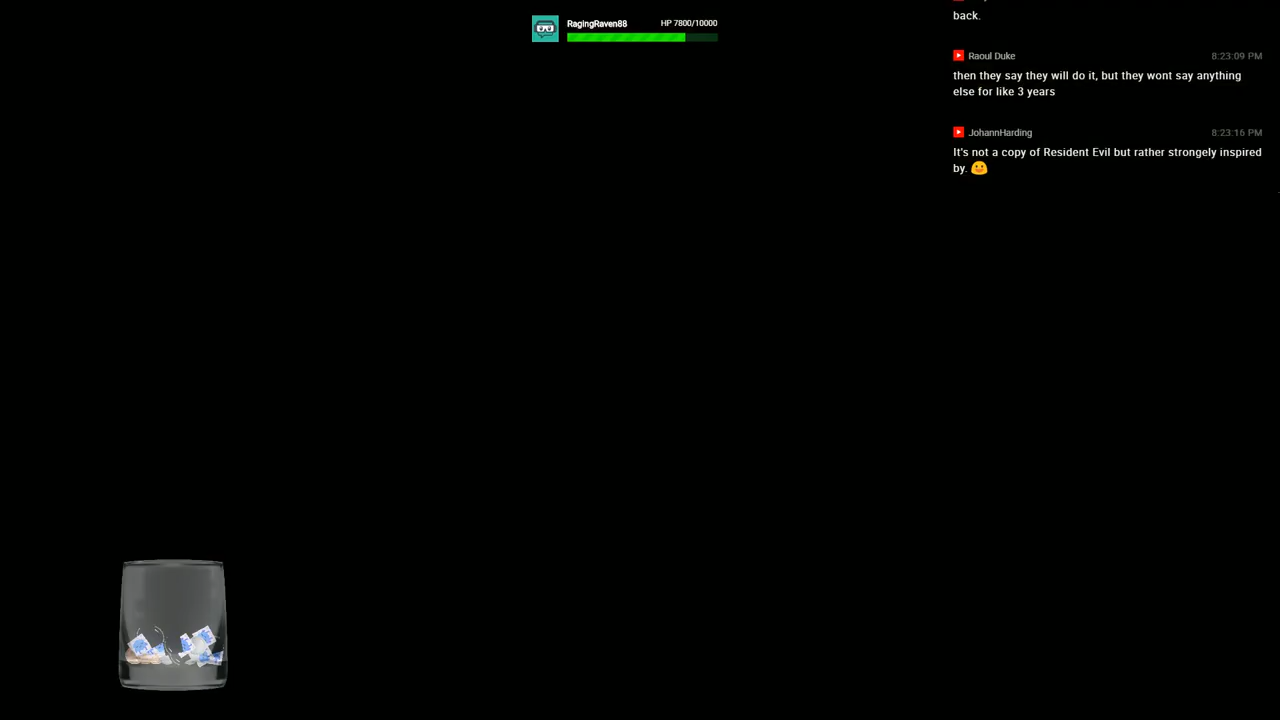 RagingRaven88 HP 7800/10000
back.
Raoul Duke 8:23:09 PM
then they say they will do it, but they wont say anything
else for like 3 years
JohannHarding 8:23:16 PM
It's not a copy of Resident Evil but rather strongely inspired
by.